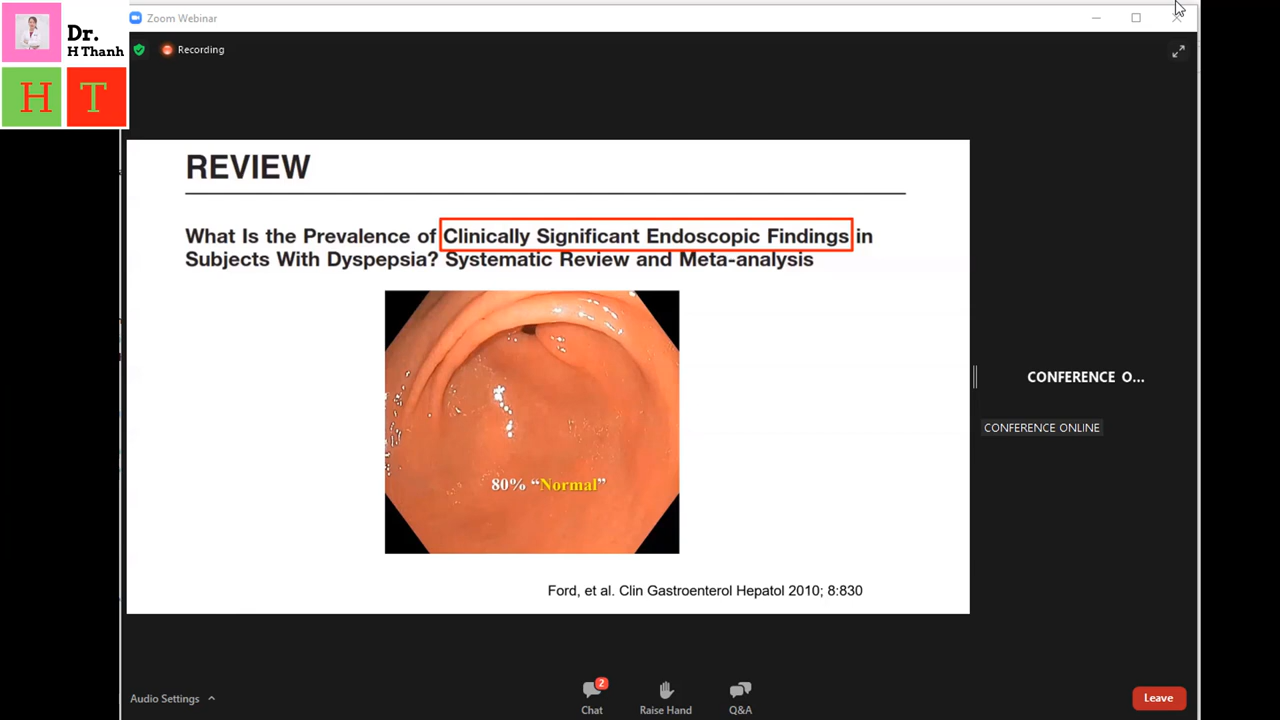 Zoom Webinar
Dr.
H Thanh
Recording
H T
REVIEW
What Is the Prevalence of Clinically Significant Endoscopic Findings in
Subjects With Dyspepsia? Systematic Review and Meta-analysis
80% “Normal”
CONFERENCE O...
CONFERENCE ONLINE
Ford, et al. Clin Gastroenterol Hepatol 2010; 8:830
Audio Settings
2
Chat
Raise Hand
Q&A
Leave